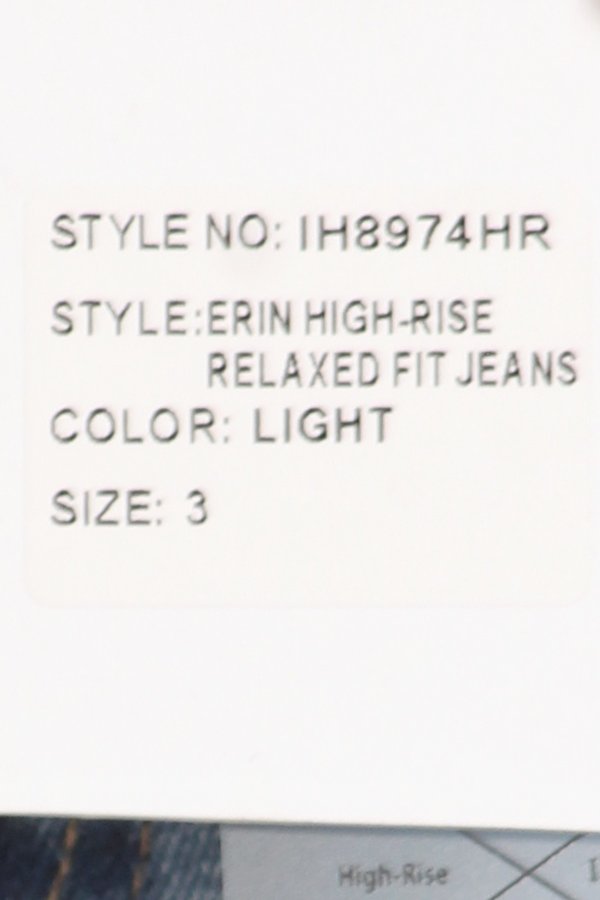 STYLE NO: IH8974HR
STYLE:ERIN HIGH-RISE
RELAXED FIT JEANS
COLOR: LIGHT
SIZE: 3
High-Rise